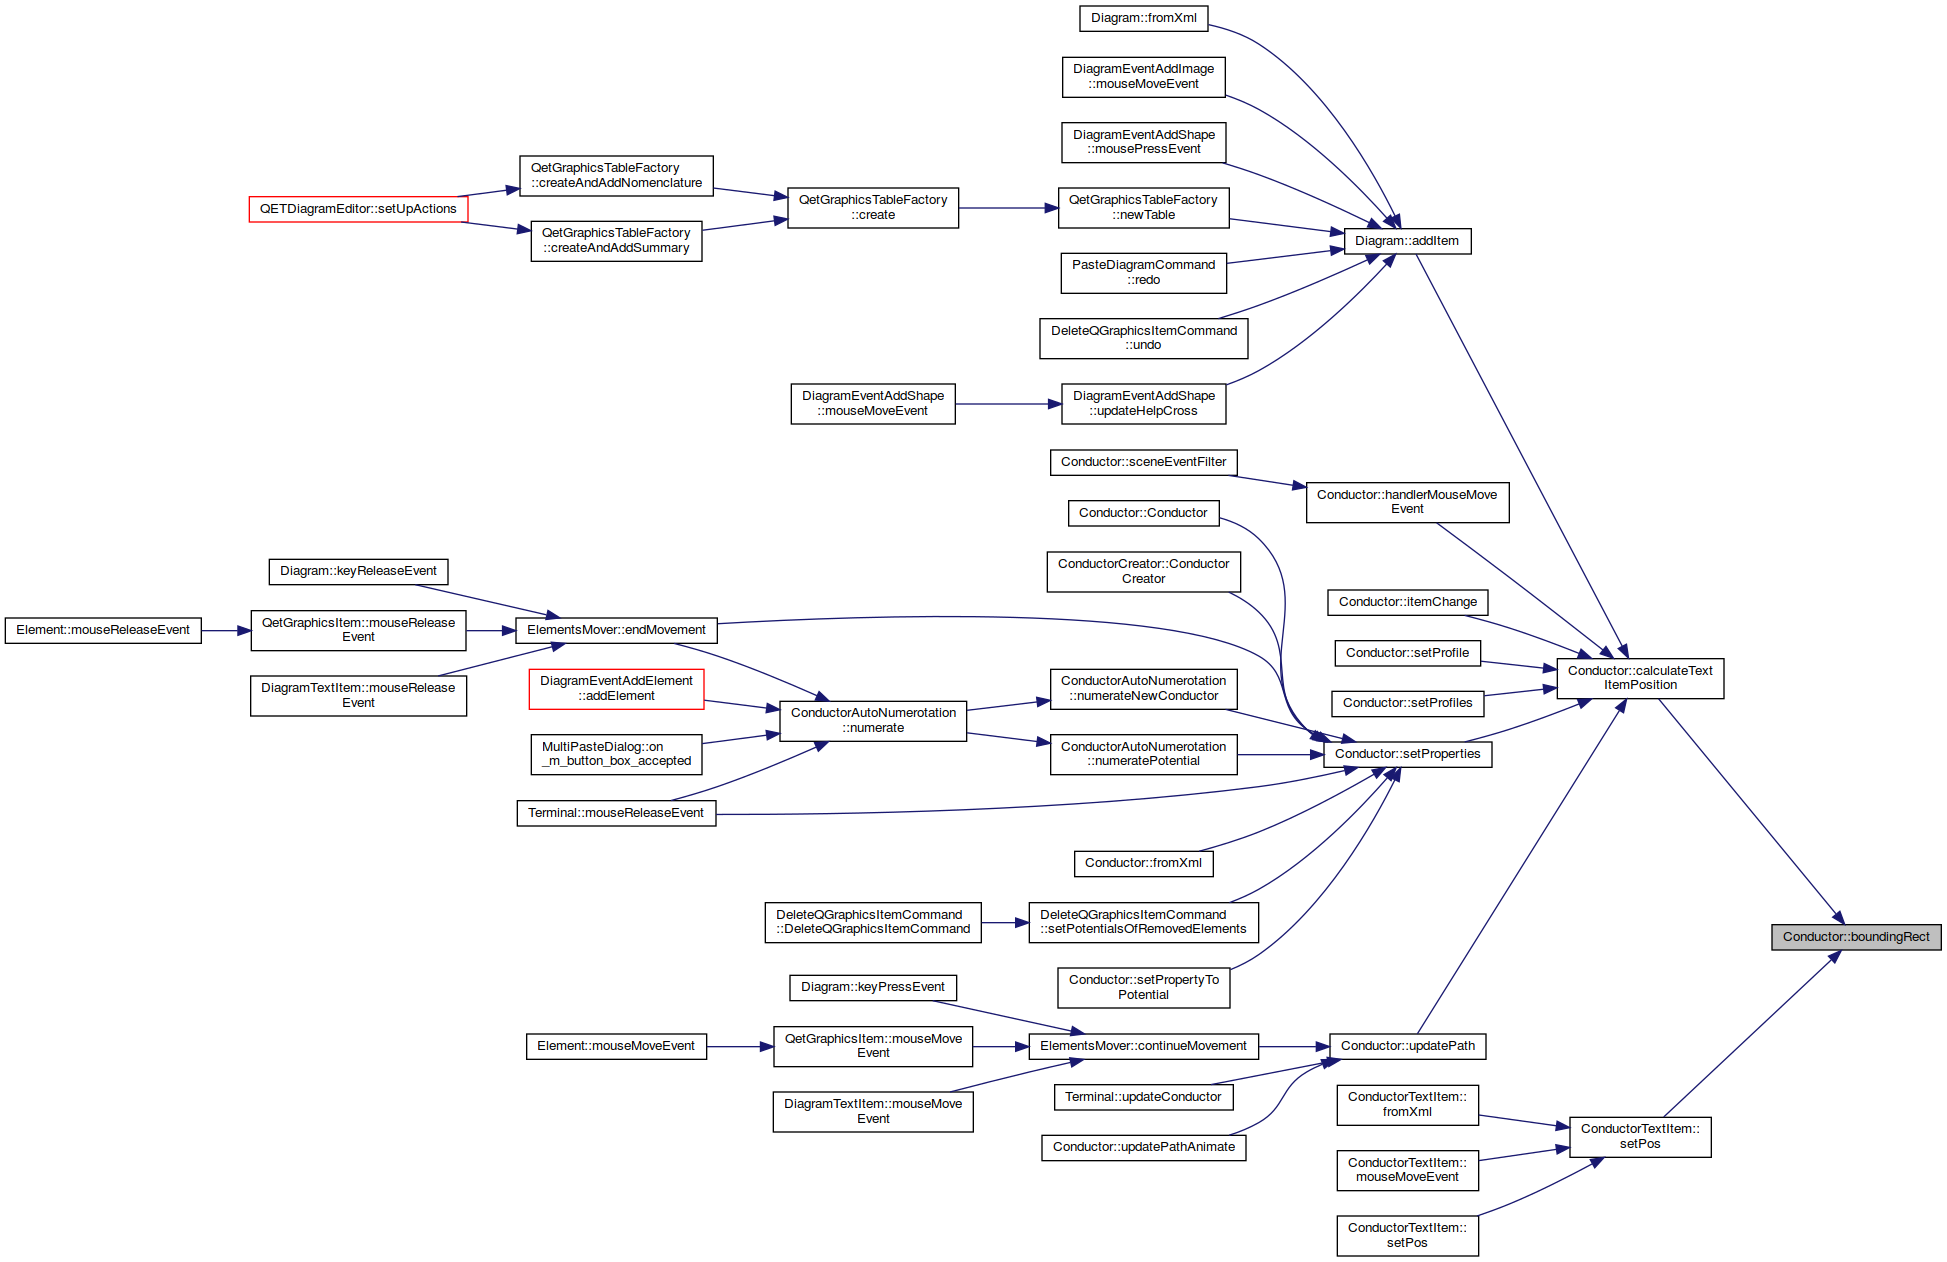 Diagram::fromXml
DiagramEventAddImage
::mouseMoveEvent
DiagramEventAddShape
::mousePressEvent
QetGraphicsTableFactory
::createAndAddNomenclature
QETDiagramEditor::setUpActions
QetGraphicsTableFactory
::createAndAddSummary
QetGraphicsTableFactory
::create
QetGraphicsTableFactory
::newTable
Diagram::addItem
PasteDiagramCommand
::redo
DeleteQGraphicsItemCommand
::undo
DiagramEventAddShape
::mouseMoveEvent
DiagramEventAddShape
::updateHelpCross
Conductor::sceneEventFilter
Conductor::handlerMouseMove
Event
Conductor::Conductor
ConductorCreator::Conductor
Creator
Diagram::keyReleaseEvent
Element::mouseReleaseEvent
QetGraphicsItem::mouseRelease
Event
ElementsMover::endMovement
DiagramTextItem::mouseRelease
Event
Conductor::itemChange
Conductor::setProfile
Conductor::setProfiles
Conductor::calculateText
ItemPosition
DiagramEventAddElement
::addElement
ConductorAutoNumerotation
::numerate
ConductorAutoNumerotation
::numerateNewConductor
MultiPasteDialog::on
_m_button_box_accepted
ConductorAutoNumerotation
::numeratePotential
Conductor::setProperties
Terminal::mouseReleaseEvent
Conductor::fromXml
DeleteQGraphicsItemCommand
::DeleteQGraphicsItemCommand
DeleteQGraphicsItemCommand
::setPotentialsOfRemovedElements
Conductor::boundingRect
Conductor::setPropertyTo
Potential
Diagram::keyPressEvent
Element::mouseMoveEvent
QetGraphicsItem::mouseMove
Event
ElementsMover::continueMovement
Conductor::updatePath
DiagramTextItem::mouseMove
Event
Terminal::updateConductor
Conductor::updatePathAnimate
ConductorTextItem::
fromXml
ConductorTextItem::
setPos
ConductorTextItem::
mouseMoveEvent
ConductorTextItem::
setPos